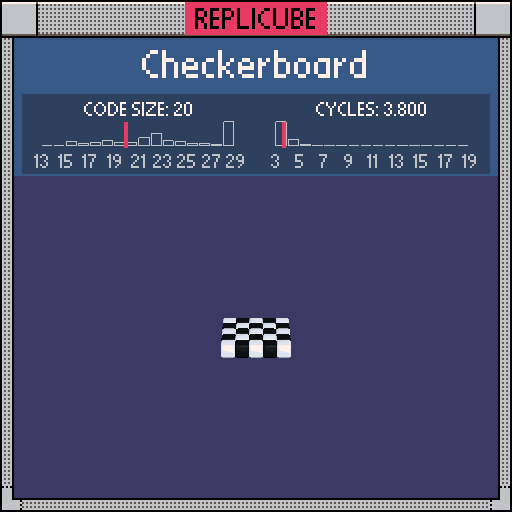 REPLICUBE
Checkerboard
CODE SIZE: 20 CYCLES: 3.800
13 15 17 19 21 23 25 27 29 3 5 7 9 11 13 15 17 19